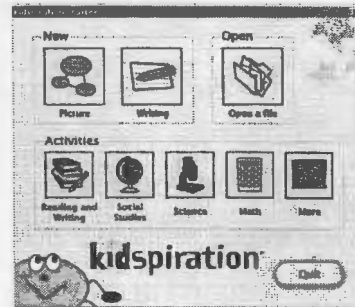 New
Open
Picture
Writing
Open a file
Activities
Reading and
Writing
Social
Studies
Science
Math
More
kidspiration
Quit